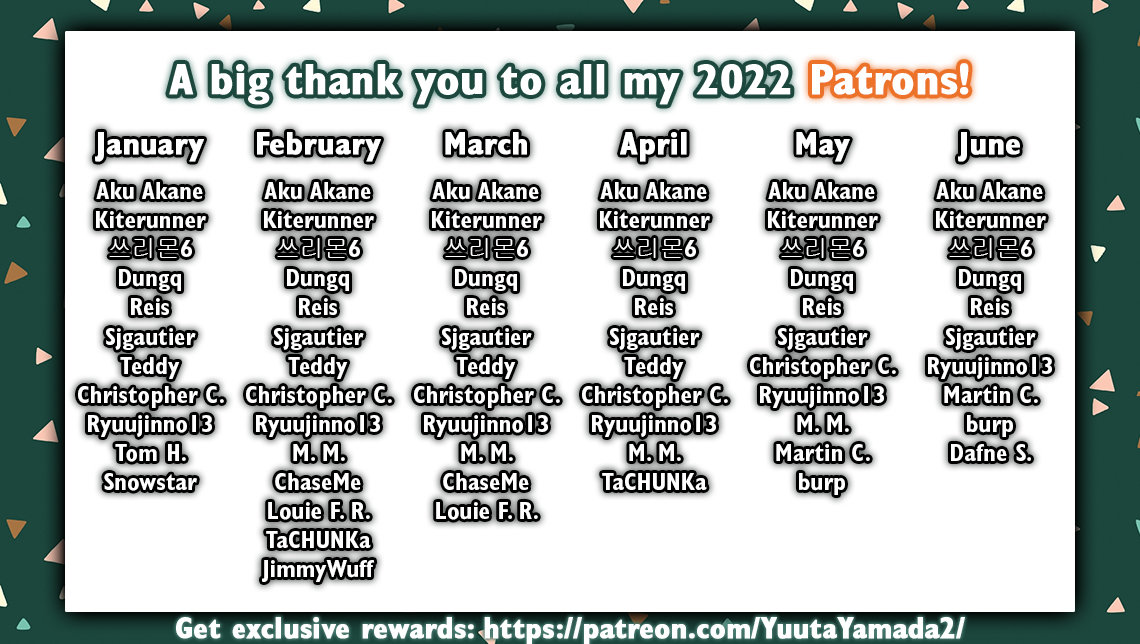 A big thank you to all my 2022 Patrons!
January
Aku Akane
Kiterunner
쓰리몬6
Dungq
Reis
Sjgautier
Teddy
Christopher C.
Ryuujinno13
Tom H.
Snowstar
February
Aku Akane
Kiterunner
쓰리몬6
Dungq
Reis
Sjgautier
Teddy
Christopher C.
Ryuujinno13
M. M.
ChaseMe
Louie F. R.
TaCHUNKa
JimmyWuff
March
Aku Akane
Kiterunner
쓰리몬6
Dungq
Reis
Sjgautier
Teddy
Christopher C.
Ryuujinno13
M. M.
ChaseMe
Louie F. R.
April
Aku Akane
Kiterunner
쓰리몬6
Dungq
Reis
Sjgautier
Teddy
Christopher C.
Ryuujinno13
M. M.
TaCHUNKa
May
Aku Akane
Kiterunner
쓰리몬6
Dungq
Reis
Sjgautier
Christopher C.
Ryuujinno13
M. M.
Martin C.
burp
June
Aku Akane
Kiterunner
쓰리몬6
Dungq
Reis
Sjgautier
Ryuujinno13
Martin C.
burp
Dafne S.
Get exclusive rewards: https://patreon.com/YuutaYamada2/